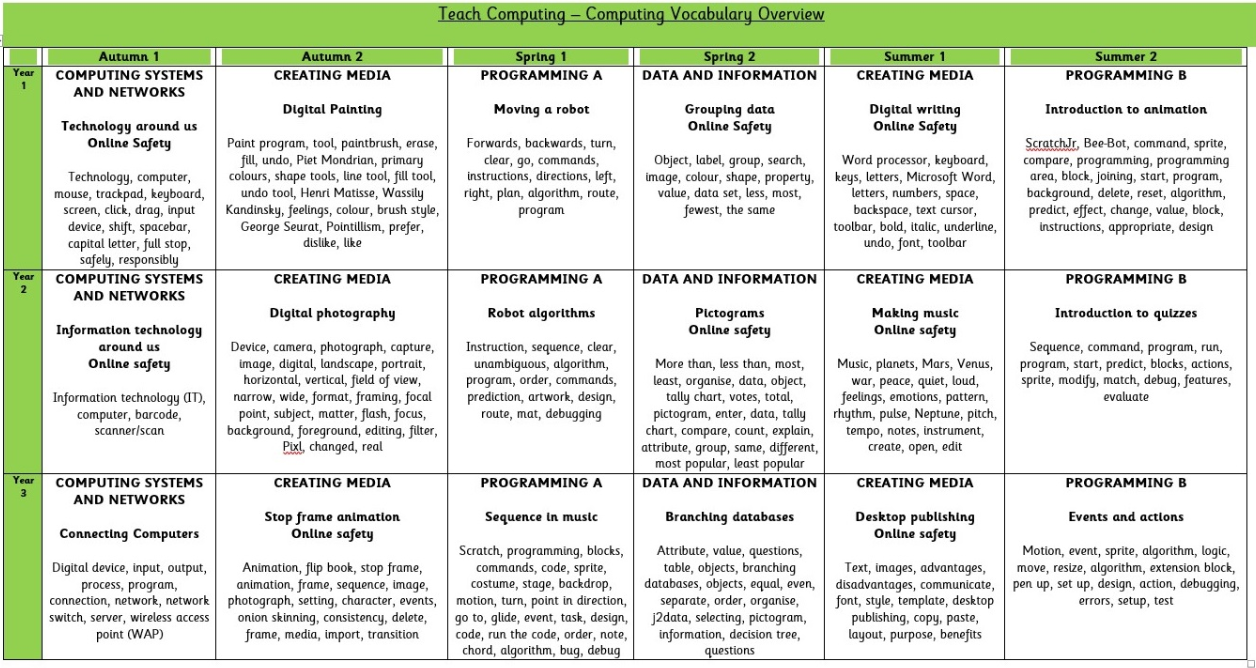 Teach Computing – Computing Vocabulary Overview
Autumn 1
Autumn 2
Spring 1
Spring 2
Summer 1
Summer 2
Year
1
COMPUTING SYSTEMS
AND NETWORKS
Technology around us
Online Safety
Technology, computer,
mouse, trackpad, keyboard,
screen, click, drag, input
device, shift, spacebar,
capital letter, full stop,
safely, responsibly
CREATING MEDIA
Digital Painting
Paint program, tool, paintbrush, erase,
fill, undo, Piet Mondrian, primary
colours, shape tools, line tool, fill tool,
undo tool, Henri Matisse, Wassily
Kandinsky, feelings, colour, brush style,
George Seurat, Pointillism, prefer,
dislike, like
PROGRAMMING A
Moving a robot
Forwards, backwards, turn,
clear, go, commands,
instructions, directions, left,
right, plan, algorithm, route,
program
DATA AND INFORMATION
Grouping data
Online Safety
Object, label, group, search,
image, colour, shape, property,
value, data set, less, most,
fewest, the same
CREATING MEDIA
Digital writing
Online Safety
Word processor, keyboard,
keys, letters, Microsoft Word,
letters, numbers, space,
backspace, text cursor,
toolbar, bold, italic, underline,
undo, font, toolbar
PROGRAMMING B
Introduction to animation
ScratchJr, Bee-Bot, command, sprite,
compare, programming, programming
area, block, joining, start, program,
background, delete, reset, algorithm,
predict, effect, change, value, block,
instructions, appropriate, design
Year
2
COMPUTING SYSTEMS
AND NETWORKS
Information technology
around us
Online safety
Information technology (IT),
computer, barcode,
scanner/scan
CREATING MEDIA
Digital photography
Device, camera, photograph, capture,
image, digital, landscape, portrait,
horizontal, vertical, field of view,
narrow, wide, format, framing, focal
point, subject, matter, flash, focus,
background, foreground, editing, filter,
Pixl, changed, real
PROGRAMMING A
Robot algorithms
Instruction, sequence, clear,
unambiguous, algorithm,
program, order, commands,
prediction, artwork, design,
route, mat, debugging
DATA AND INFORMATION
Pictograms
Online safety
More than, less than, most,
least, organise, data, object,
tally chart, votes, total,
pictogram, enter, data, tally
chart, compare, count, explain,
attribute, group, same, different,
most popular, least popular
CREATING MEDIA
Making music
Online safety
Music, planets, Mars, Venus,
war, peace, quiet, loud,
feelings, emotions, pattern,
rhythm, pulse, Neptune, pitch,
tempo, notes, instrument,
create, open, edit
PROGRAMMING B
Introduction to quizzes
Sequence, command, program, run,
program, start, predict, blocks, actions,
sprite, modify, match, debug, features,
evaluate
Year
3
COMPUTING SYSTEMS
AND NETWORKS
Connecting Computers
Digital device, input, output,
process, program,
connection, network, network
switch, server, wireless access
point (WAP)
CREATING MEDIA
Stop frame animation
Online safety
Animation, flip book, stop frame,
animation, frame, sequence, image,
photograph, setting, character, events,
onion skinning, consistency, delete,
frame, media, import, transition
PROGRAMMING A
Sequence in music
Scratch, programming, blocks,
commands, code, sprite,
costume, stage, backdrop,
motion, turn, point in direction,
go to, glide, event, task, design,
code, run the code, order, note,
chord, algorithm, bug, debug
DATA AND INFORMATION
Branching databases
Attribute, value, questions,
table, objects, branching
databases, objects, equal, even,
separate, order, organise,
j2data, selecting, pictogram,
information, decision tree,
questions
CREATING MEDIA
Desktop publishing
Online safety
Text, images, advantages,
disadvantages, communicate,
font, style, template, desktop
publishing, copy, paste,
layout, purpose, benefits
PROGRAMMING B
Events and actions
Motion, event, sprite, algorithm, logic,
move, resize, algorithm, extension block,
pen up, set up, design, action, debugging,
errors, setup, test